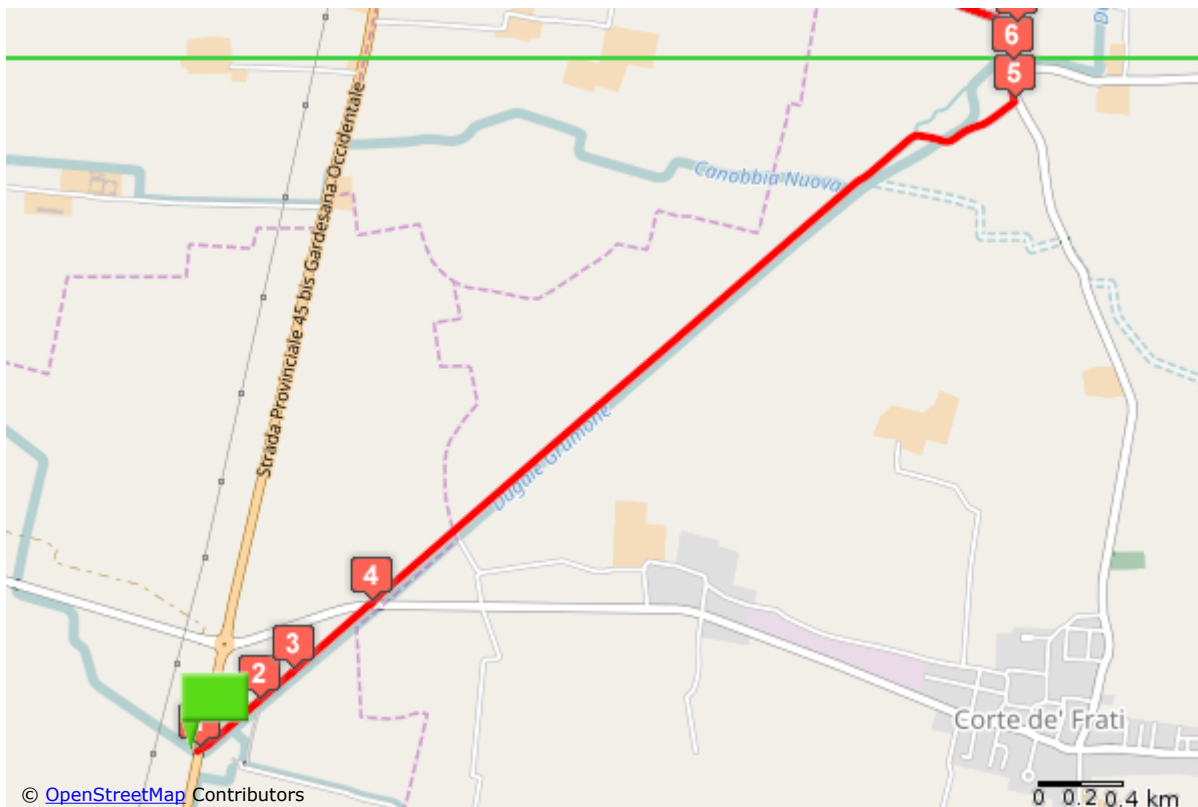 6
5
Strada Provinciale 45 bis Gardesana Occidentale
Canobbia Nuova
Dugale Grumone
4
3
2
Corte de' Frati
© OpenStreetMap Contributors
0 0.2 0.4 km